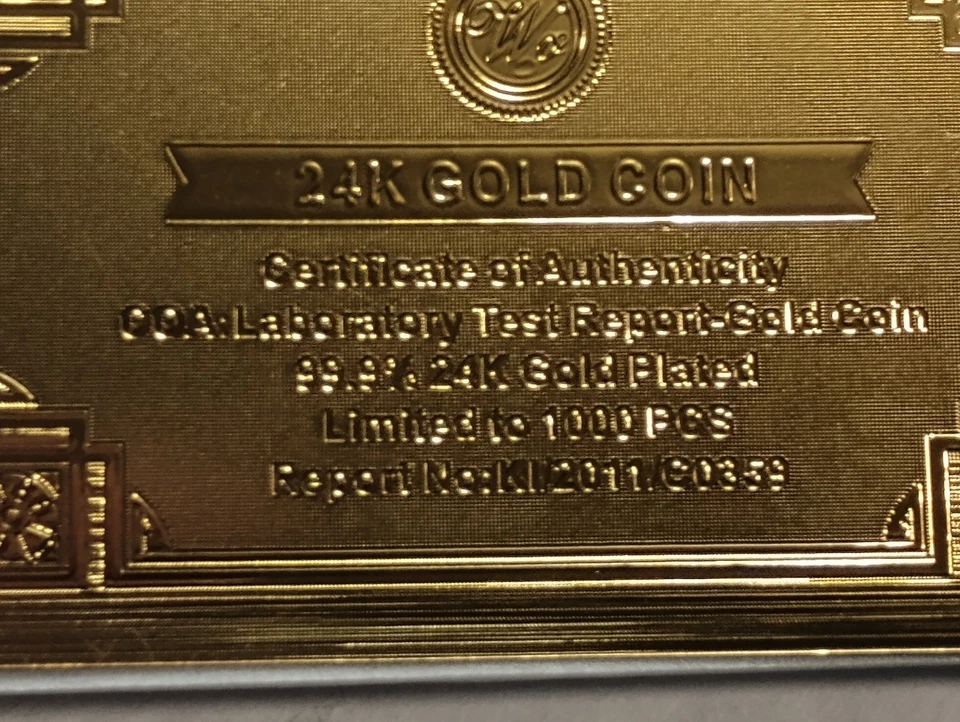 24K GOLD COIN
Certificate of Authenticity
COA:Laboratory Test Report-Gold Coin
99.9% 24K Gold Plated
Limited to 1000 PCS
Report No:KI/2011/C0359